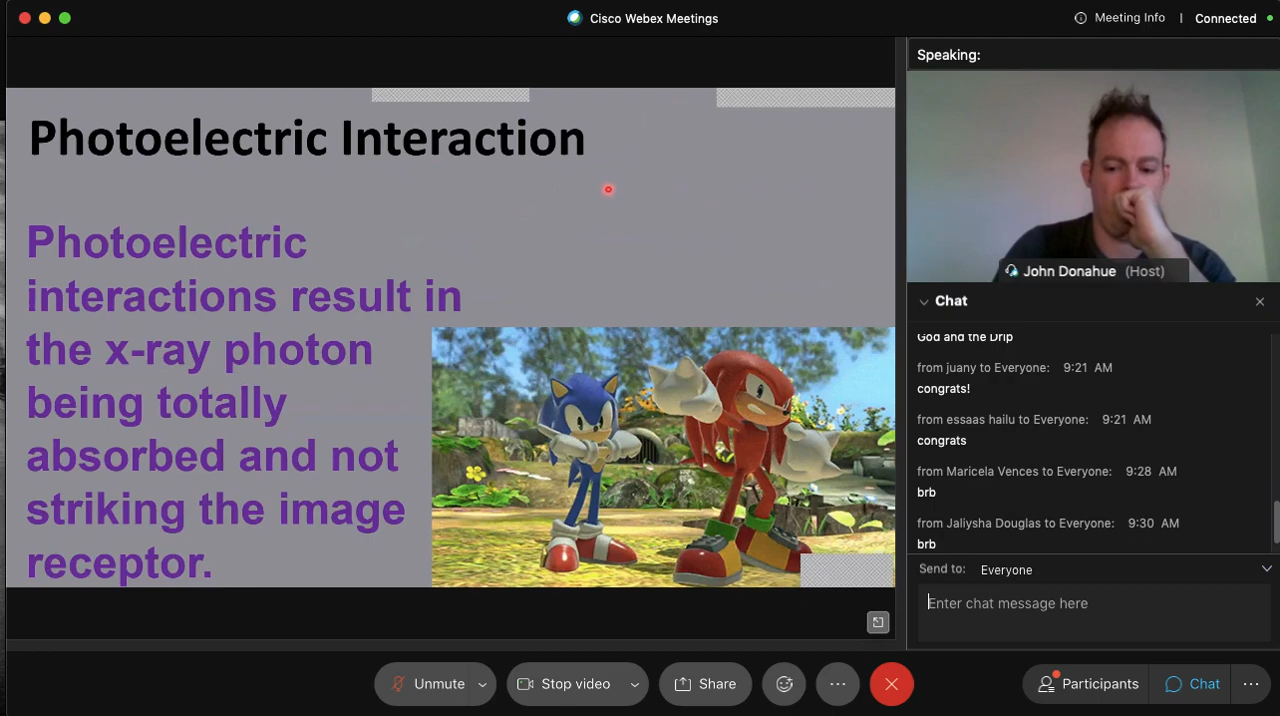 Cisco Webex Meetings
Meeting Info
Connected
Photoelectric Interaction
Photoelectric
interactions result in
the x-ray photon
being totally
absorbed and not
striking the image
receptor.
Speaking:
John Donahue (Host)
Chat
God and the Drip
from juany to Everyone: 9:21 AM
congrats!
from essaas hailu to Everyone: 9:21 AM
congrats
from Maricela Vences to Everyone: 9:28 AM
brb
from Jaliysha Douglas to Everyone: 9:30 AM
brb
Send to: Everyone
Enter chat message here
Unmute
Stop video
Share
Participants
Chat